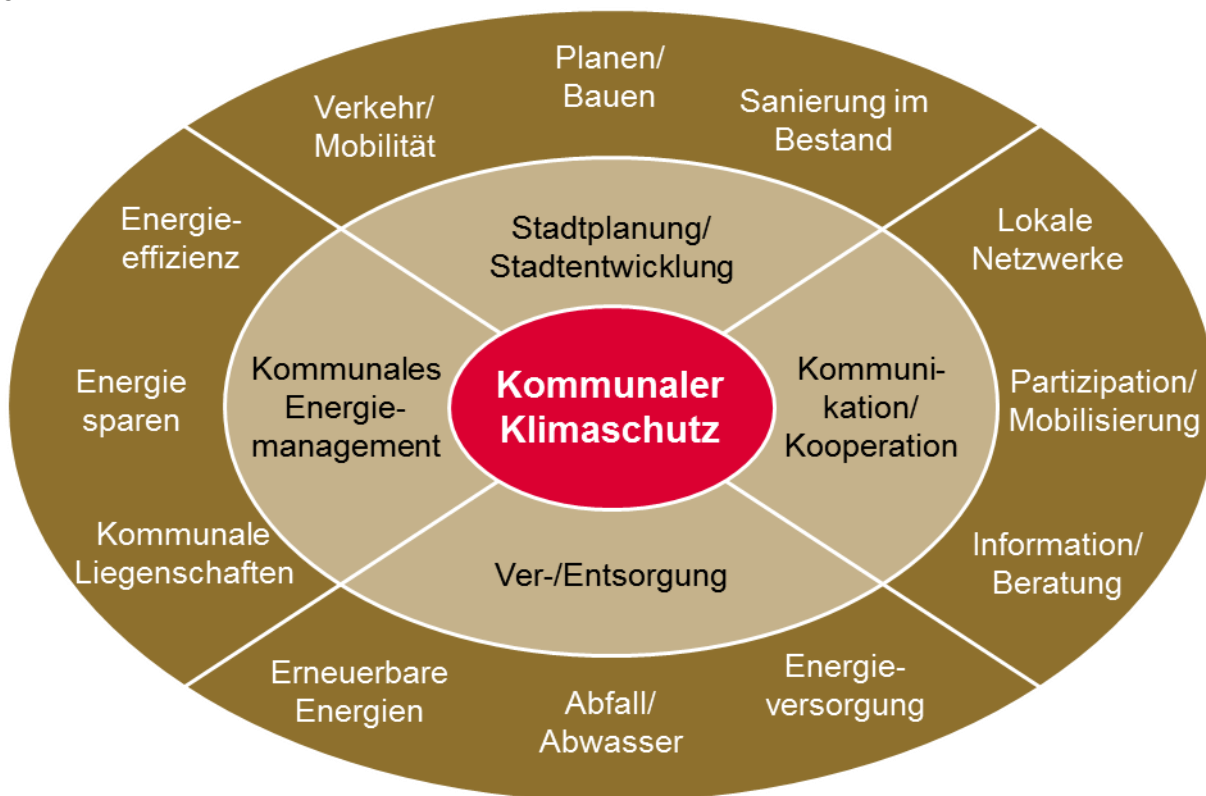 Planen/
Bauen
Verkehr/
Mobilität
Sanierung im
Bestand
Energie-
effizienz
Stadtplanung/
Stadtentwicklung
Lokale
Netzwerke
Energie
sparen
Kommunales
Energie-
management
Kommunaler
Klimaschutz
Kommuni-
kation/
Kooperation
Partizipation/
Mobilisierung
Kommunale
Liegenschaften
Ver-/Entsorgung
Information/
Beratung
Erneuerbare
Energien
Abfall/
Abwasser
Energie-
versorgung